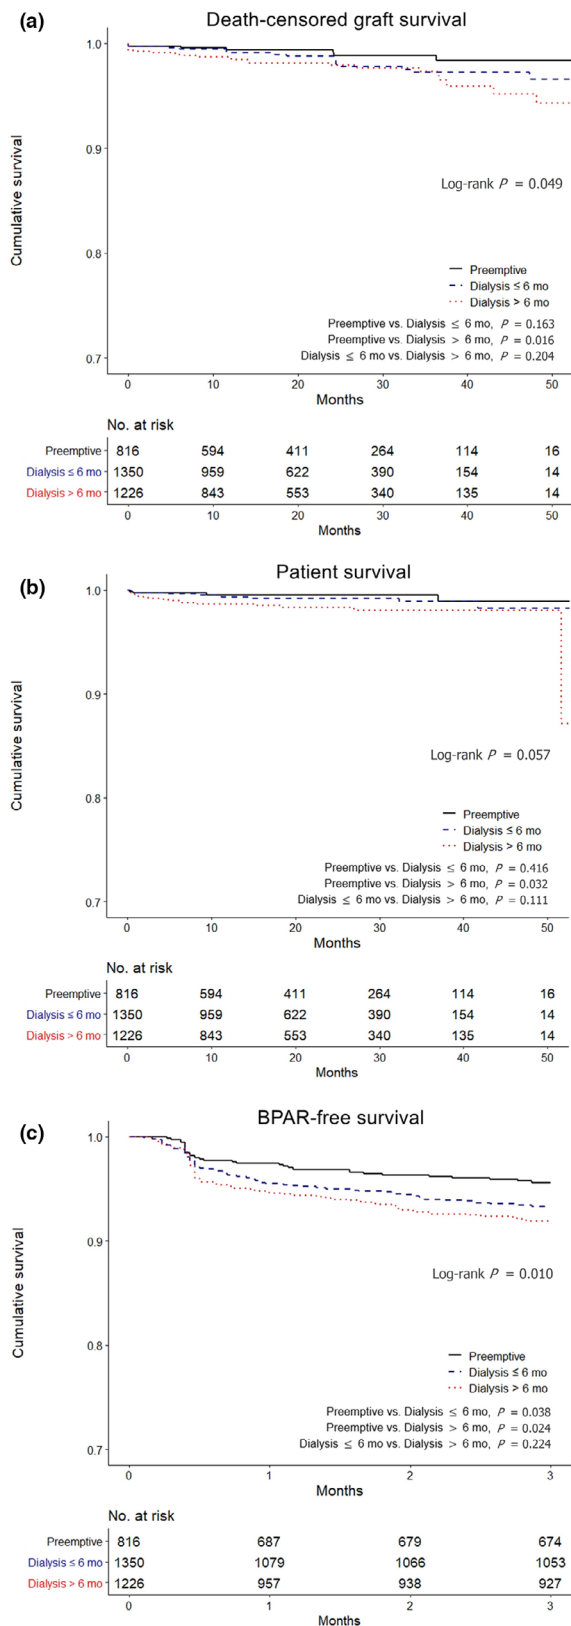 (a)
Death-censored graft survival
1.0
0.9
0.8
0.7
Cumulative survival
Log-rank P = 0.049
Preemptive
Dialysis ≤ 6 mo
Dialysis > 6 mo
Preemptive vs. Dialysis ≤ 6 mo, P = 0.163
Preemptive vs. Dialysis > 6 mo, P = 0.016
Dialysis ≤ 6 mo vs. Dialysis > 6 mo, P = 0.204
0 10 20 30 40 50
Months
No. at risk
Preemptive 816 594 411 264 114 16
Dialysis ≤ 6 mo 1350 959 622 390 154 14
Dialysis > 6 mo 1226 843 553 340 135 14
0 10 20 30 40 50
Months
(b)
Patient survival
1.0
0.9
0.8
0.7
Cumulative survival
Log-rank P = 0.057
Preemptive
Dialysis ≤ 6 mo
Dialysis > 6 mo
Preemptive vs. Dialysis ≤ 6 mo, P = 0.416
Preemptive vs. Dialysis > 6 mo, P = 0.032
Dialysis ≤ 6 mo vs. Dialysis > 6 mo, P = 0.111
0 10 20 30 40 50
Months
No. at risk
Preemptive 816 594 411 264 114 16
Dialysis ≤ 6 mo 1350 959 622 390 154 14
Dialysis > 6 mo 1226 843 553 340 135 14
0 10 20 30 40 50
Months
(c)
BPAR-free survival
1.0
0.9
0.8
0.7
Cumulative survival
Log-rank P = 0.010
Preemptive
Dialysis ≤ 6 mo
Dialysis > 6 mo
Preemptive vs. Dialysis ≤ 6 mo, P = 0.038
Preemptive vs. Dialysis > 6 mo, P = 0.024
Dialysis ≤ 6 mo vs. Dialysis > 6 mo, P = 0.224
0 1 2 3
Months
No. at risk
Preemptive 816 687 679 674
Dialysis ≤ 6 mo 1350 1079 1066 1053
Dialysis > 6 mo 1226 957 938 927
0 1 2 3
Months